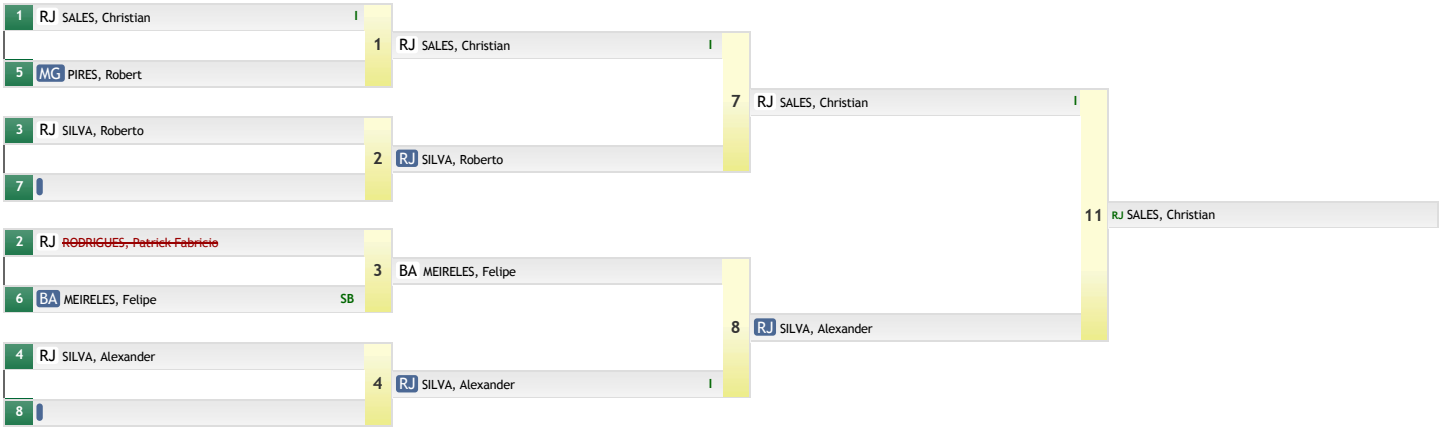 1 RJ SALES, Christian I
1 RJ SALES, Christian I
5 MG PIRES, Robert
7 RJ SALES, Christian I
3 RJ SILVA, Roberto
2 RJ SILVA, Roberto
7
11 RJ SALES, Christian
2 RJ RODRIGUES, Patrick Fabricio
3 BA MEIRELES, Felipe
6 BA MEIRELES, Felipe SB
8 RJ SILVA, Alexander
4 RJ SILVA, Alexander
4 RJ SILVA, Alexander I
8